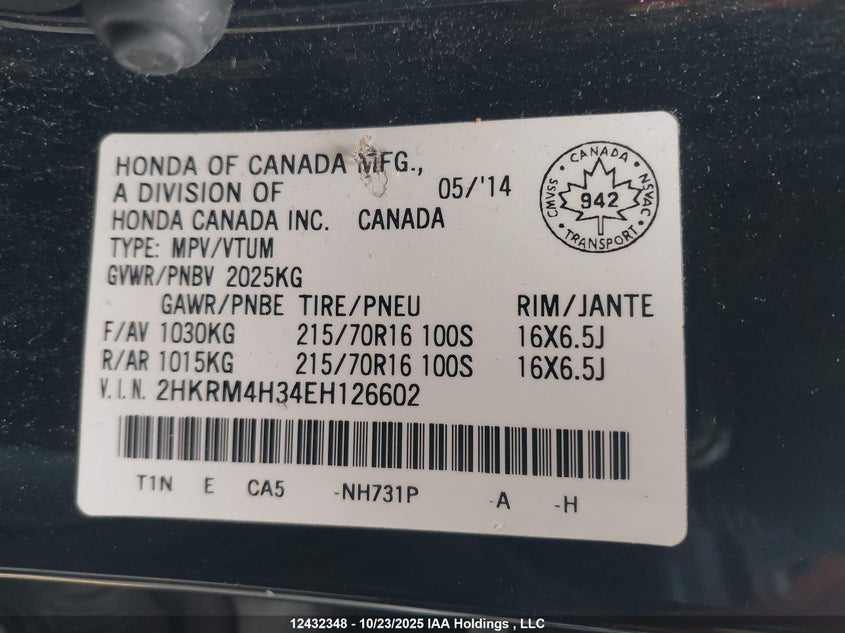 HONDA OF CANADA MFG.,
A DIVISION OF 05/'14
HONDA CANADA INC. CANADA
TYPE: MPV/VTUM
GVWR/PNBV 2025KG
GAWR/PNBE TIRE/PNEU RIM/JANTE
F/AV 1030KG 215/70R16 100S 16X6.5J
R/AR 1015KG 215/70R16 100S 16X6.5J
V.I.N. 2HKRM4H34EH126602
T1N E CA5 -NH731P -A -H
CANADA
CMVSS 942 NSVAC
TRANSPORT
12432348 - 10/23/2025 IAA Holdings , LLC